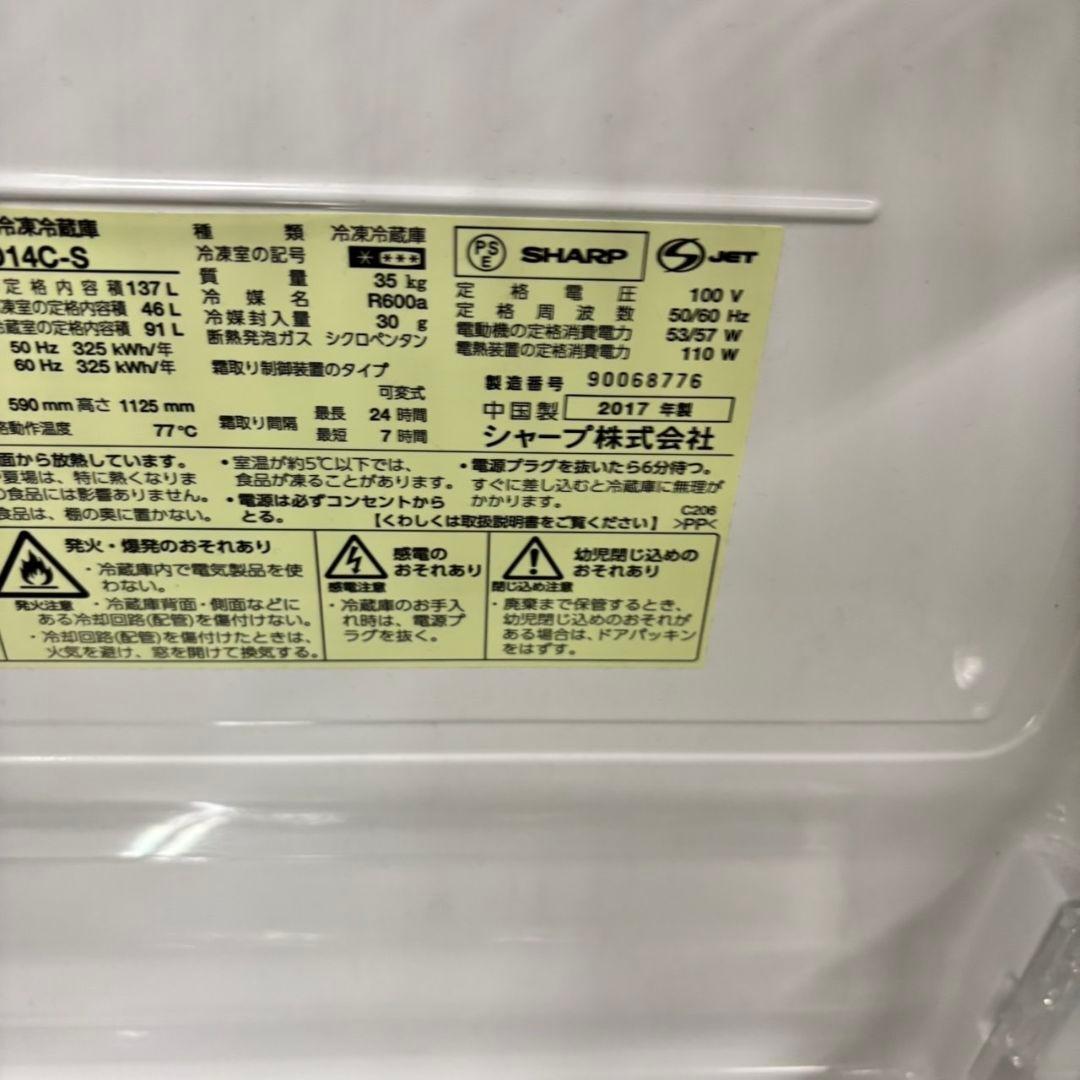 冷凍冷蔵庫
D14C-S
定格内容積 137 L
凍室の定格内容積 46 L
冷蔵室の定格内容積 91 L
50 Hz 325 kWh/年
60 Hz 325 kWh/年
590 mm 高さ 1125 mm
動作温度 77℃
種類 冷凍冷蔵庫
冷凍室の記号 ****
質量 35 kg
冷媒名 R600a
冷媒封入量 30 g
断熱発泡ガス シクロペンタン
霜取り制御装置のタイプ
可変式
霜取り間隔 最長 24 時間
最短 7 時間
PSE SHARP JET
定格電圧 100 V
定格周波数 50/60 Hz
電動機の定格消費電力 53/57 W
電熱装置の定格消費電力 110 W
製造番号 90068776
中国製 2017 年製
シャープ株式会社
面から放熱しています。
夏場は、特に熱くなりま
の食品には影響ありません。
食品は、棚の奥に置かない。
・室温が約5℃以下では、
食品が凍ることがあります。
・電源は必ずコンセントから
とる。
・電源プラグを抜いたら6分待つ。
すぐに差し込むと冷蔵庫に無理が
かかります。
【くわしくは取扱説明書をご覧ください】
C206
>PP<
発火・爆発のおそれあり
発火注意
・冷蔵庫内で電気製品を使
わない。
・冷蔵庫背面・側面などに
ある冷却回路(配管)を傷付けない。
・冷却回路(配管)を傷付けたときは、
火気を避け、窓を開けて換気する。
感電の
おそれあり
感電注意
・冷蔵庫のお手入
れ時は、電源プ
ラグを抜く。
幼児閉じ込めの
おそれあり
閉じ込め注意
・廃棄まで保管するとき、
幼児閉じ込めのおそれが
ある場合は、ドアパッキン
をはずす。